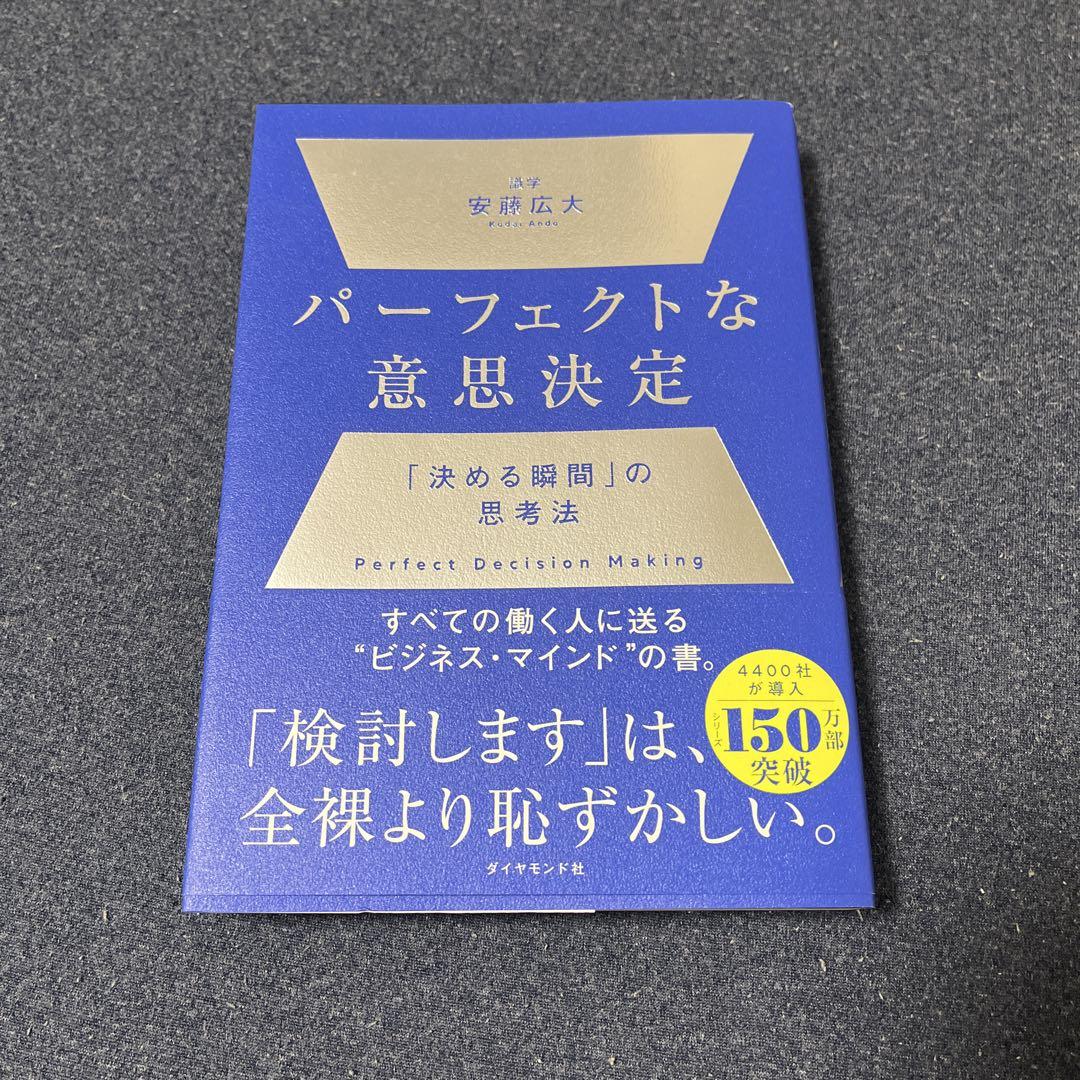 識学
安藤広大
Kodai Ando
パーフェクトな
意思決定
「決める瞬間」の
思考法
Perfect Decision Making
すべての働く人に送る
“ビジネス・マインド”の書。
4400社
が導入
シリーズ
150万部
突破
「検討します」は、
全裸より恥ずかしい。
ダイヤモンド社